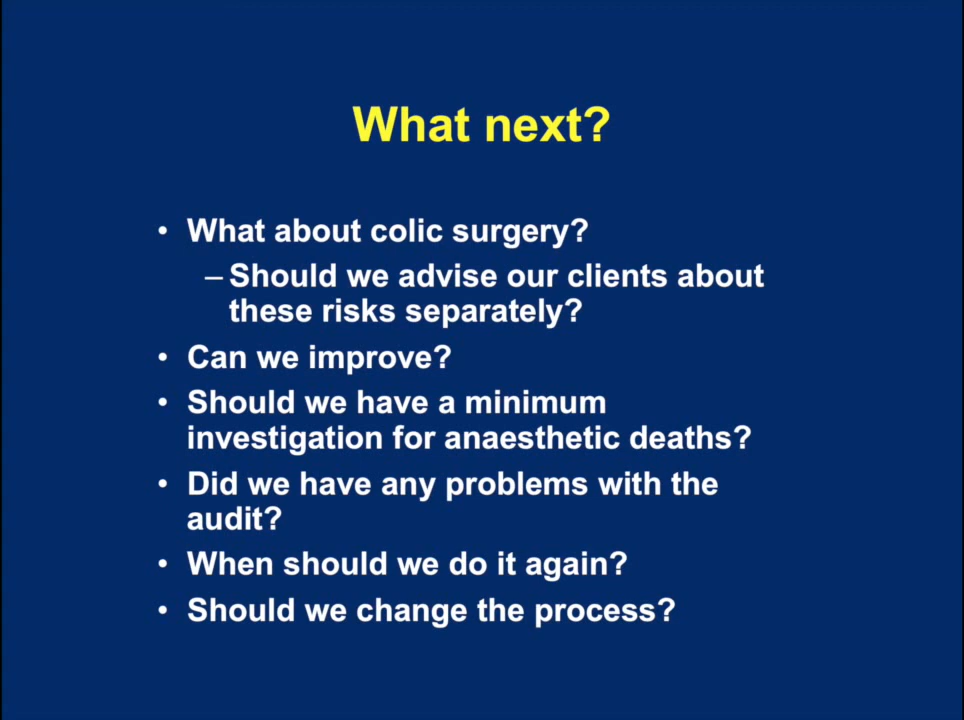 What next?
• What about colic surgery?
– Should we advise our clients about
these risks separately?
• Can we improve?
• Should we have a minimum
investigation for anaesthetic deaths?
• Did we have any problems with the
audit?
• When should we do it again?
• Should we change the process?